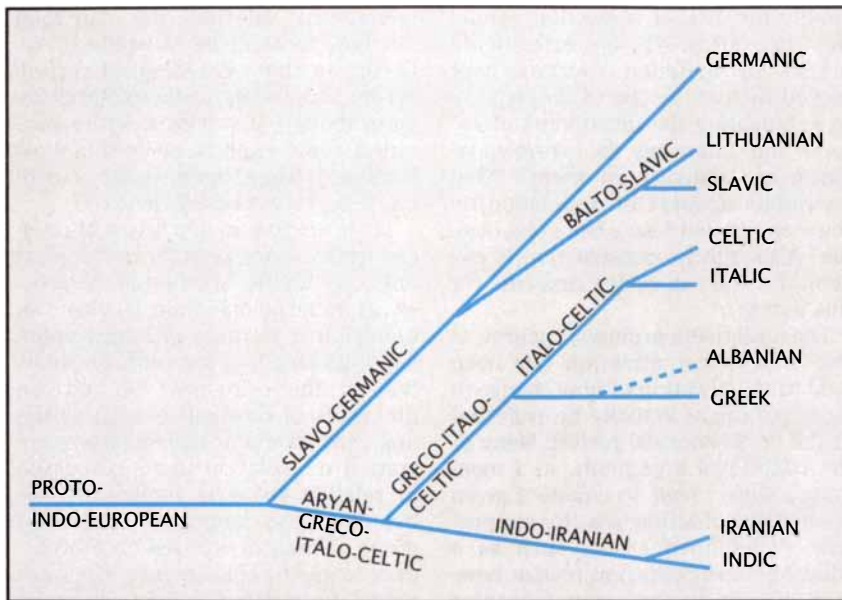 GERMANIC
LITHUANIAN
BALTO-SLAVIC
SLAVIC
CELTIC
ITALIC
ITALO-CELTIC
ALBANIAN
GREEK
SLAVO-GERMANIC
GRECO-ITALO-
CELTIC
PROTO-
INDO-EUROPEAN
ARYAN-
GRECO-
ITALO-CELTIC
INDO-IRANIAN
IRANIAN
INDIC